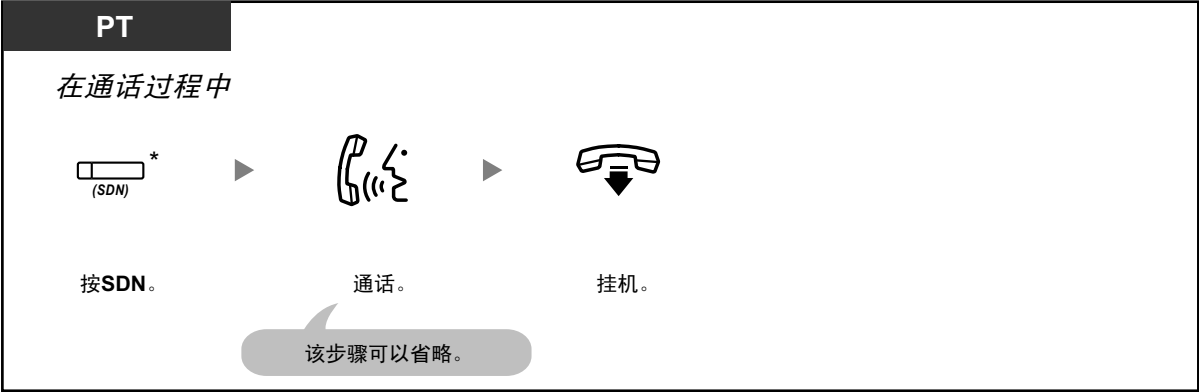 PT
在通话过程中
*
(SDN)
按SDN。
通话。
挂机。
该步骤可以省略。